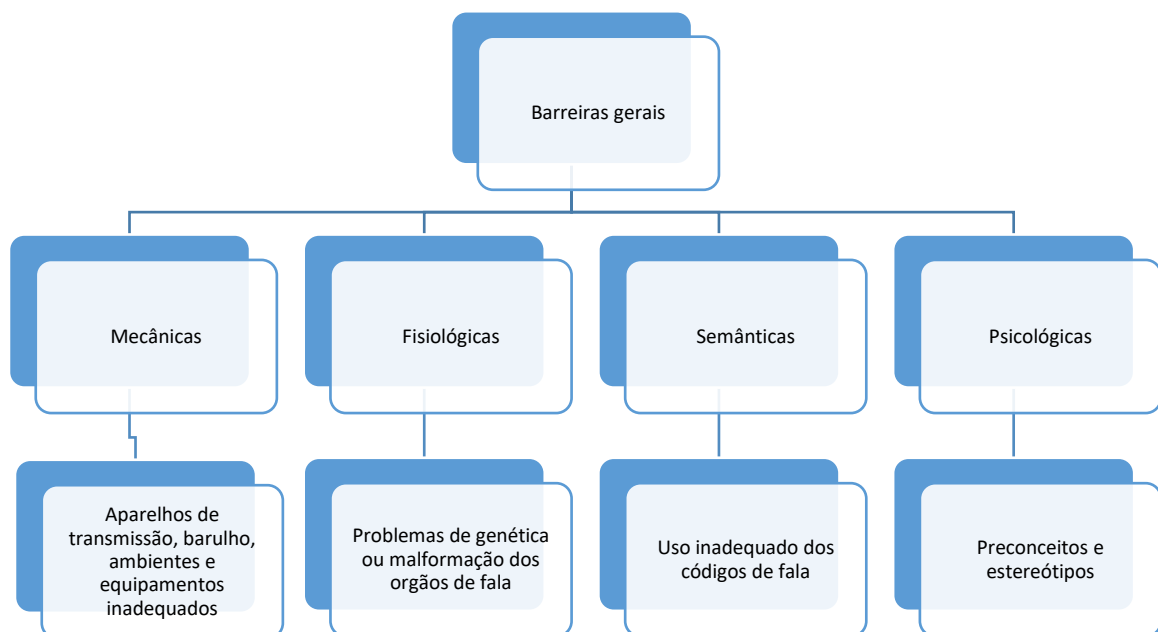 Barreiras gerais
Mecânicas
Fisiológicas
Semânticas
Psicológicas
Aparelhos de
transmissão, barulho,
ambientes e
equipamentos
inadequados
Problemas de genética
ou malformação dos
orgãos de fala
Uso inadequado dos
códigos de fala
Preconceitos e
estereótipos